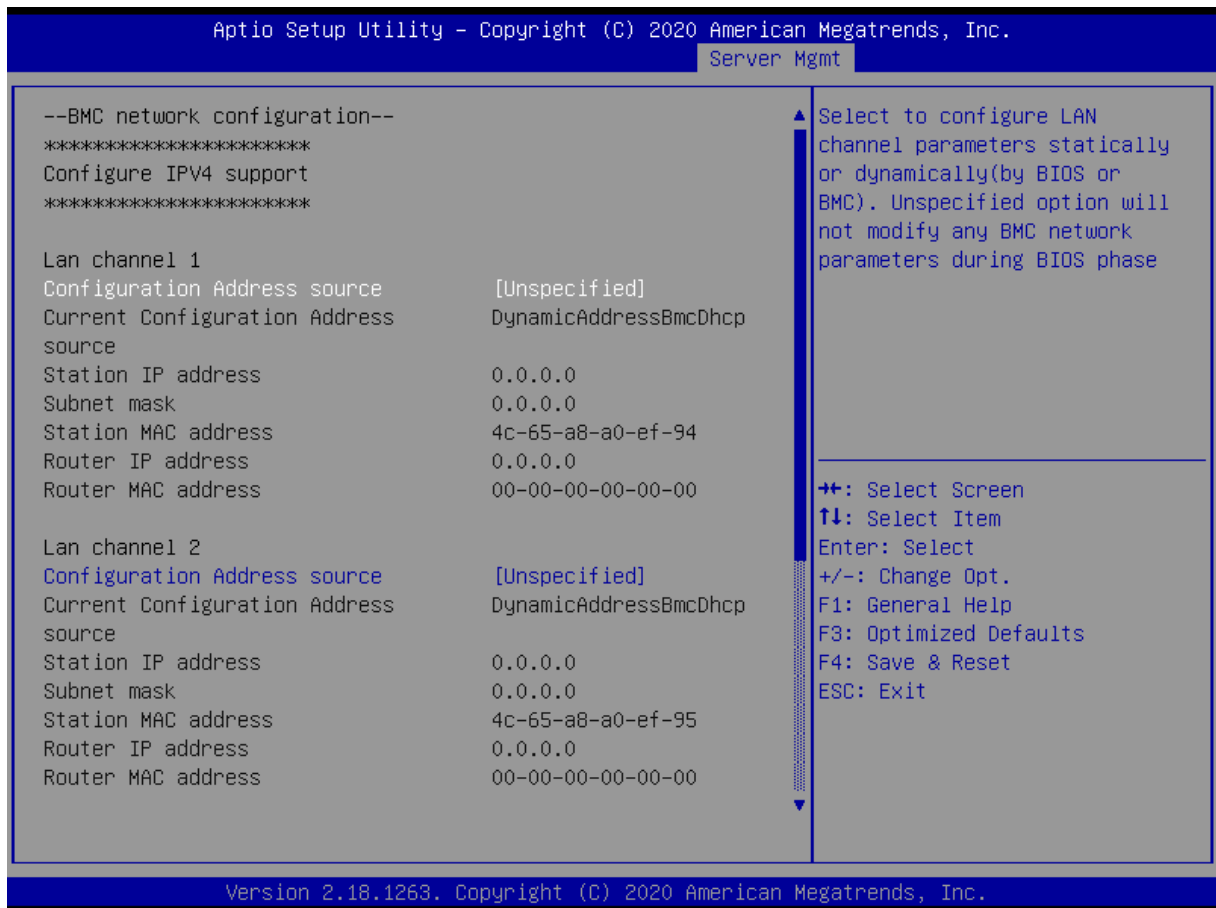 Aptio Setup Utility – Copyright (C) 2020 American Megatrends, Inc.
Server Mgmt
--BMC network configuration--
**********************
Configure IPV4 support
**********************
Lan channel 1
Configuration Address source [Unspecified]
Current Configuration Address DynamicAddressBmcDhcp
source
Station IP address 0.0.0.0
Subnet mask 0.0.0.0
Station MAC address 4c-65-a8-a0-ef-94
Router IP address 0.0.0.0
Router MAC address 00-00-00-00-00-00
Lan channel 2
Configuration Address source [Unspecified]
Current Configuration Address DynamicAddressBmcDhcp
source
Station IP address 0.0.0.0
Subnet mask 0.0.0.0
Station MAC address 4c-65-a8-a0-ef-95
Router IP address 0.0.0.0
Router MAC address 00-00-00-00-00-00
Select to configure LAN
channel parameters statically
or dynamically(by BIOS or
BMC). Unspecified option will
not modify any BMC network
parameters during BIOS phase
→←: Select Screen
↑↓: Select Item
Enter: Select
+/-: Change Opt.
F1: General Help
F3: Optimized Defaults
F4: Save & Reset
ESC: Exit
Version 2.18.1263. Copyright (C) 2020 American Megatrends, Inc.